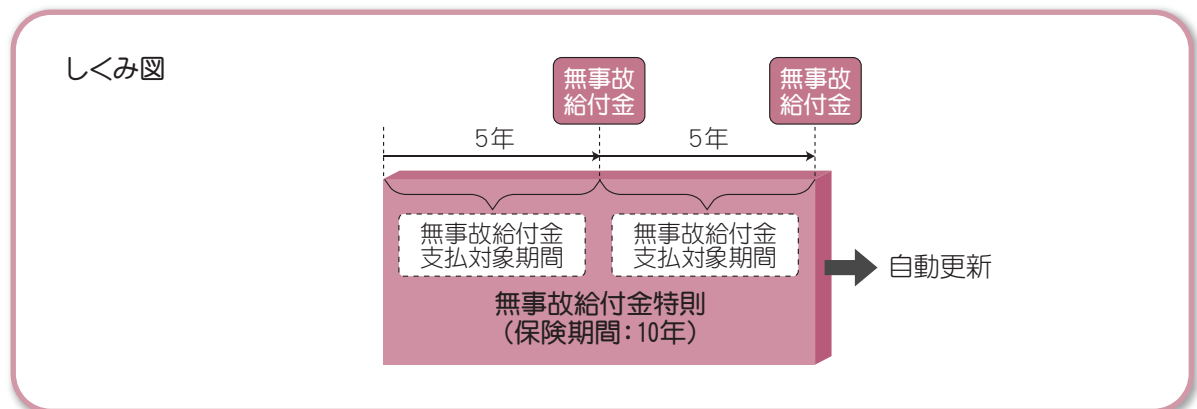 しくみ図
無事故
給付金
無事故
給付金
5年
5年
無事故給付金
支払対象期間
無事故給付金
支払対象期間
自動更新
無事故給付金特則
（保険期間：10年）